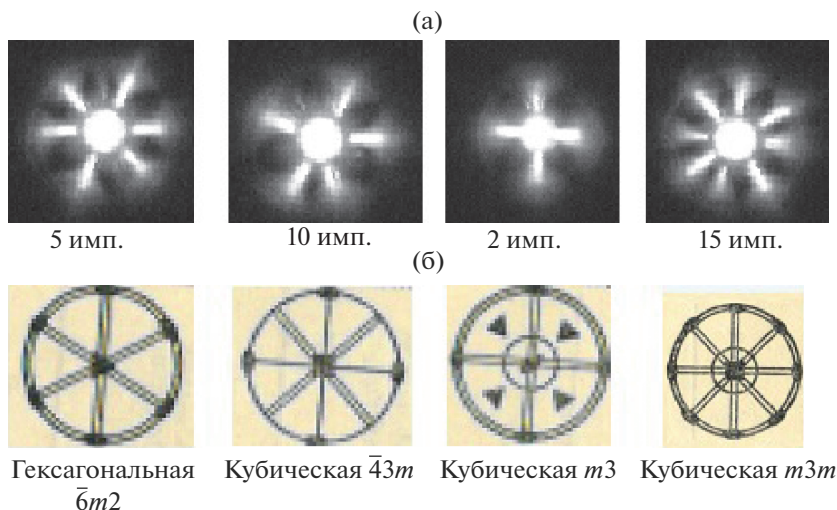 (а)
5 имп. 10 имп. 2 имп. 15 имп.
(б)
Гексагональная Кубическая 4̅3m Кубическая m3 Кубическая m3m
6̅m2